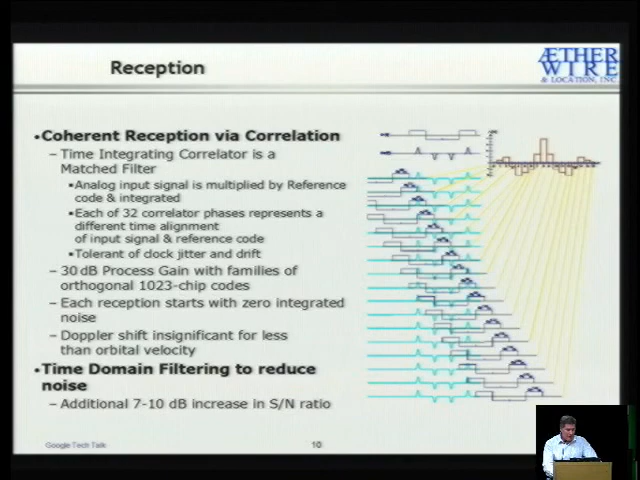 Reception
ÆTHER
WIRE
& LOCATION, INC.
•Coherent Reception via Correlation
– Time Integrating Correlator is a
Matched Filter
▪Analog input signal is multiplied by Reference
code & integrated
▪Each of 32 correlator phases represents a
different time alignment
of input signal & reference code
▪Tolerant of clock jitter and drift
– 30 dB Process Gain with families of
orthogonal 1023-chip codes
– Each reception starts with zero integrated
noise
– Doppler shift insignificant for less
than orbital velocity
•Time Domain Filtering to reduce
noise
– Additional 7-10 dB increase in S/N ratio
Google Tech Talk
10